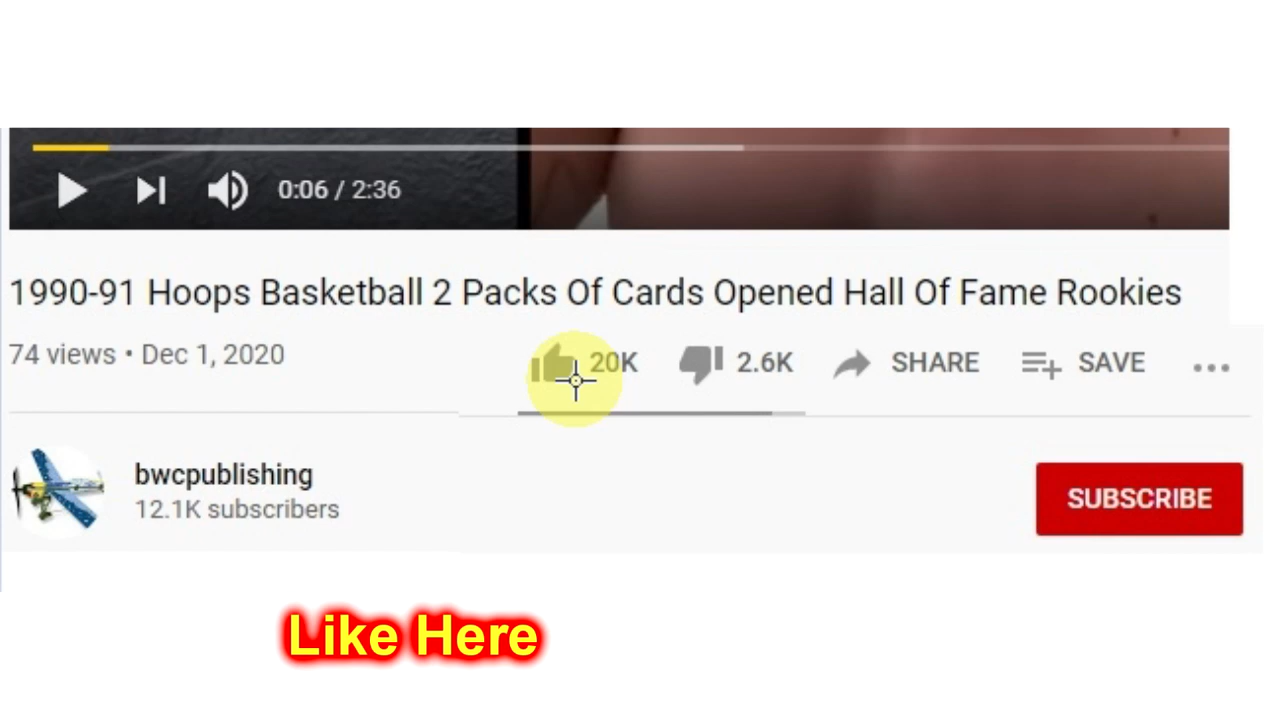 0:06 / 2:36
1990-91 Hoops Basketball 2 Packs Of Cards Opened Hall Of Fame Rookies
74 views • Dec 1, 2020
20K 2.6K SHARE SAVE
bwcpublishing
12.1K subscribers
SUBSCRIBE
Like Here